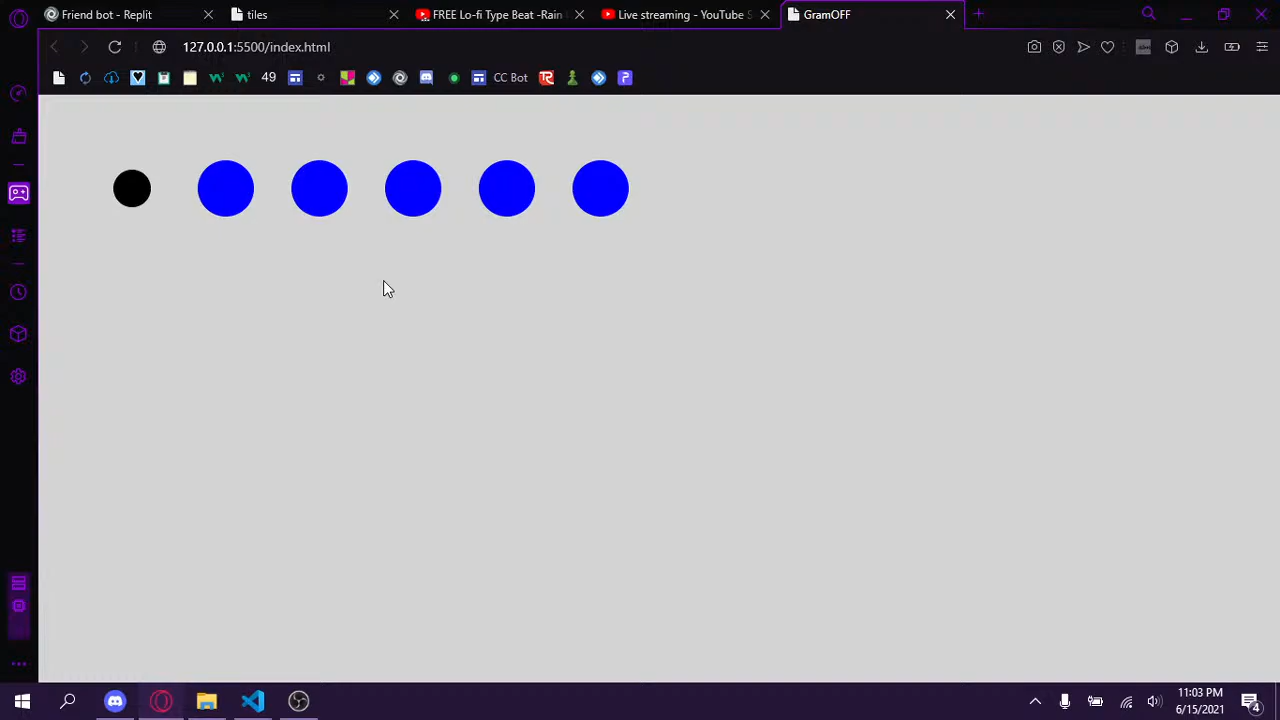 Friend bot - Replit
tiles
FREE Lo-fi Type Beat -Rain
Live streaming - YouTube S
GramOFF
127.0.0.1:5500/index.html
49
CC Bot
11:03 PM
6/15/2021
4